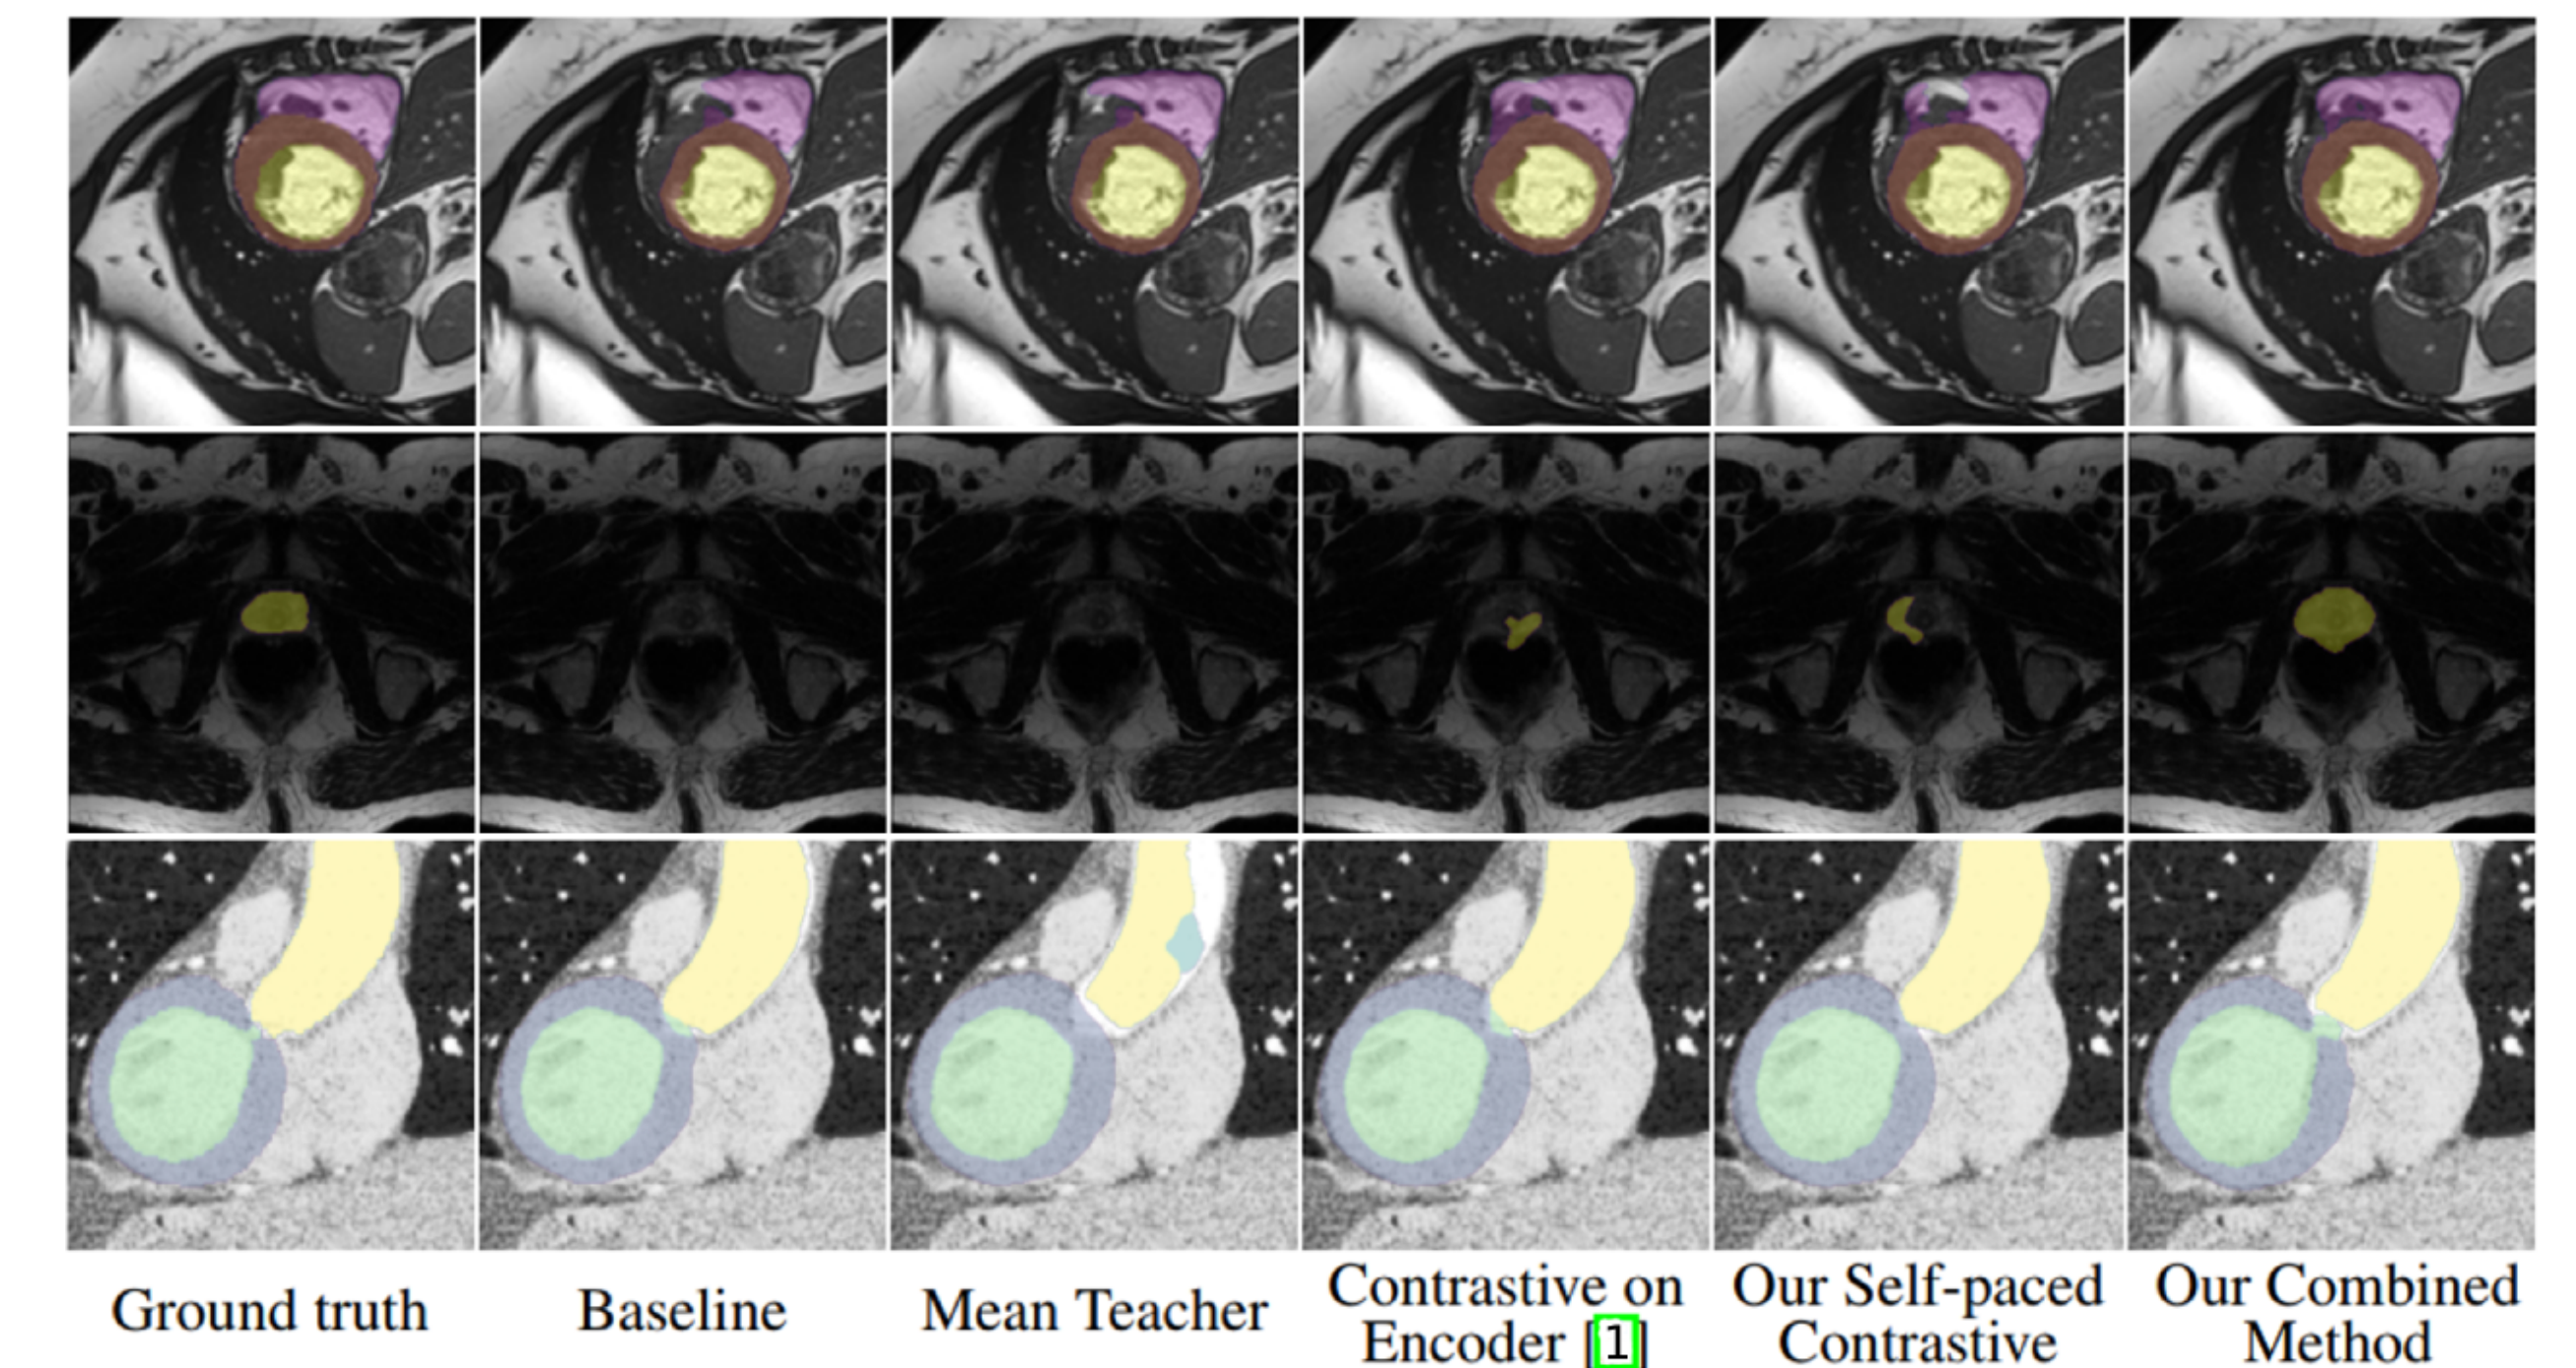 Ground truth
Baseline
Mean Teacher
Contrastive on
Encoder [1]
Our Self-paced
Contrastive
Our Combined
Method